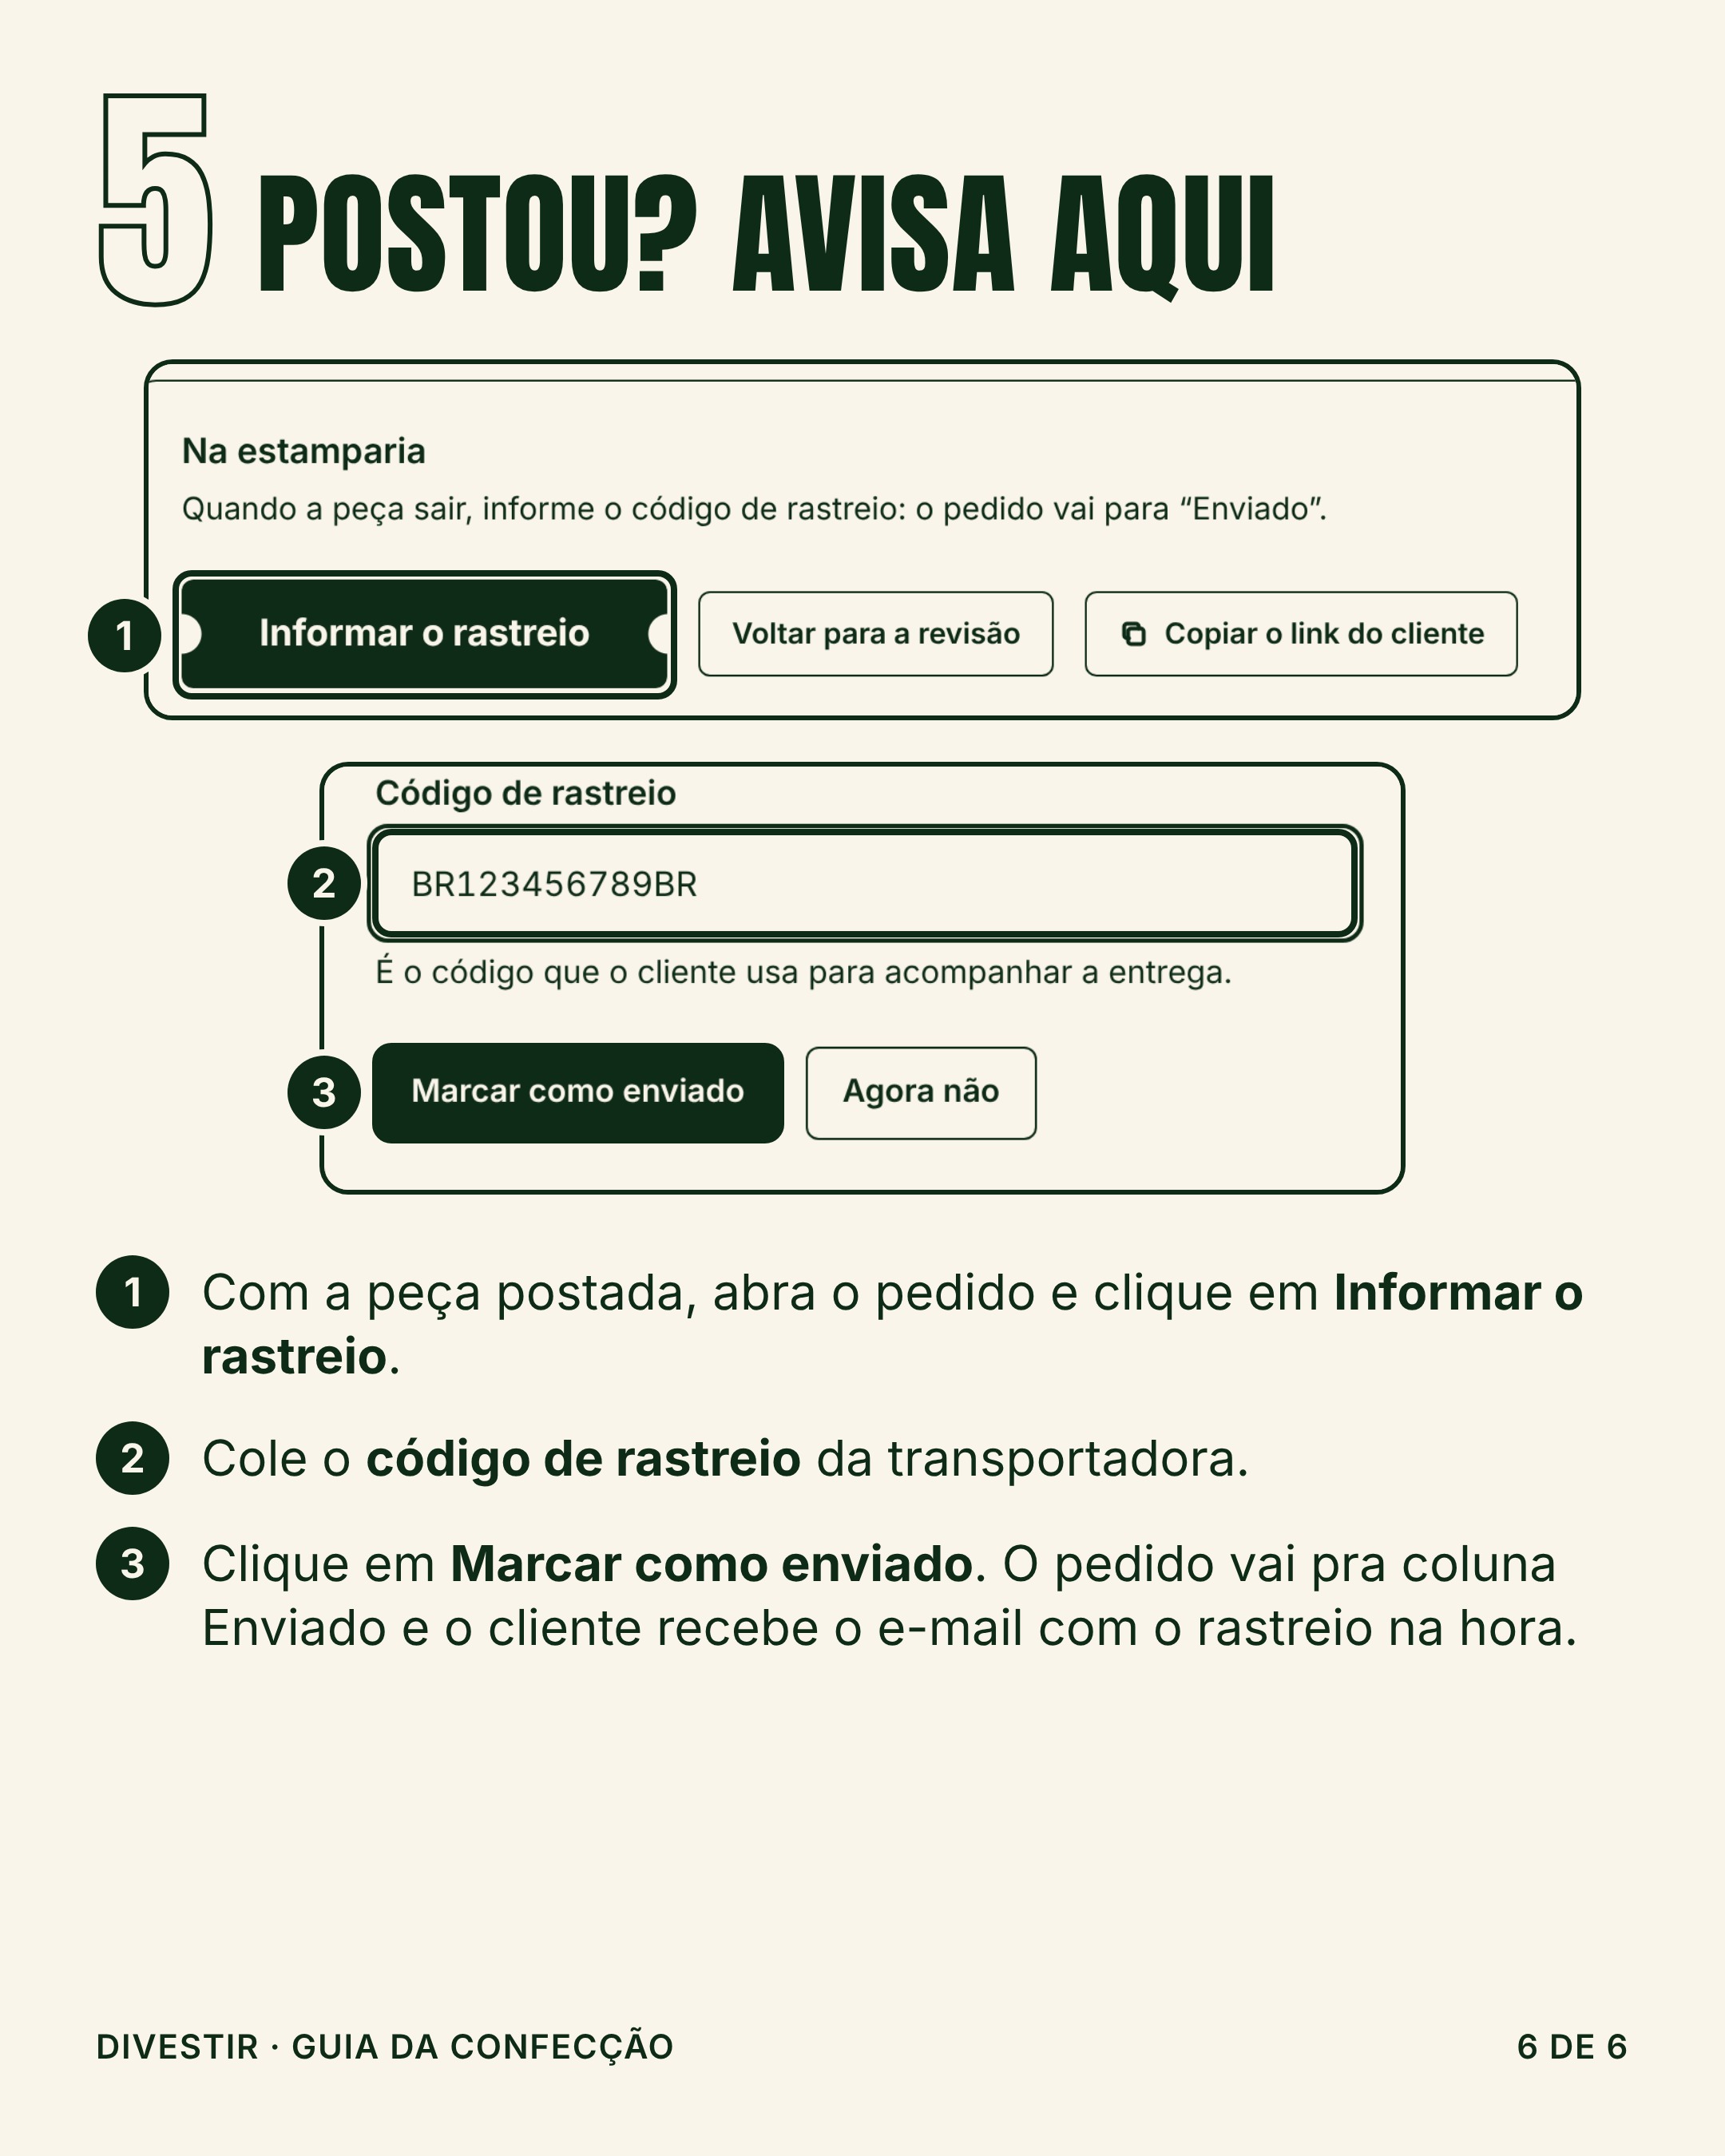 5 POSTOU? AVISA AQUI
Na estamparia
Quando a peça sair, informe o código de rastreio: o pedido vai para “Enviado”.
1 Informar o rastreio Voltar para a revisão Copiar o link do cliente
Código de rastreio
2 BR123456789BR
É o código que o cliente usa para acompanhar a entrega.
3 Marcar como enviado Agora não
1 Com a peça postada, abra o pedido e clique em Informar o
rastreio.
2 Cole o código de rastreio da transportadora.
3 Clique em Marcar como enviado. O pedido vai pra coluna
Enviado e o cliente recebe o e-mail com o rastreio na hora.
DIVESTIR · GUIA DA CONFECÇÃO 6 DE 6